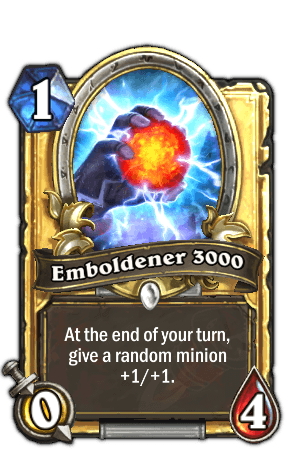 1
Emboldener 3000
At the end of your turn,
give a random minion
+1/+1.
0
4